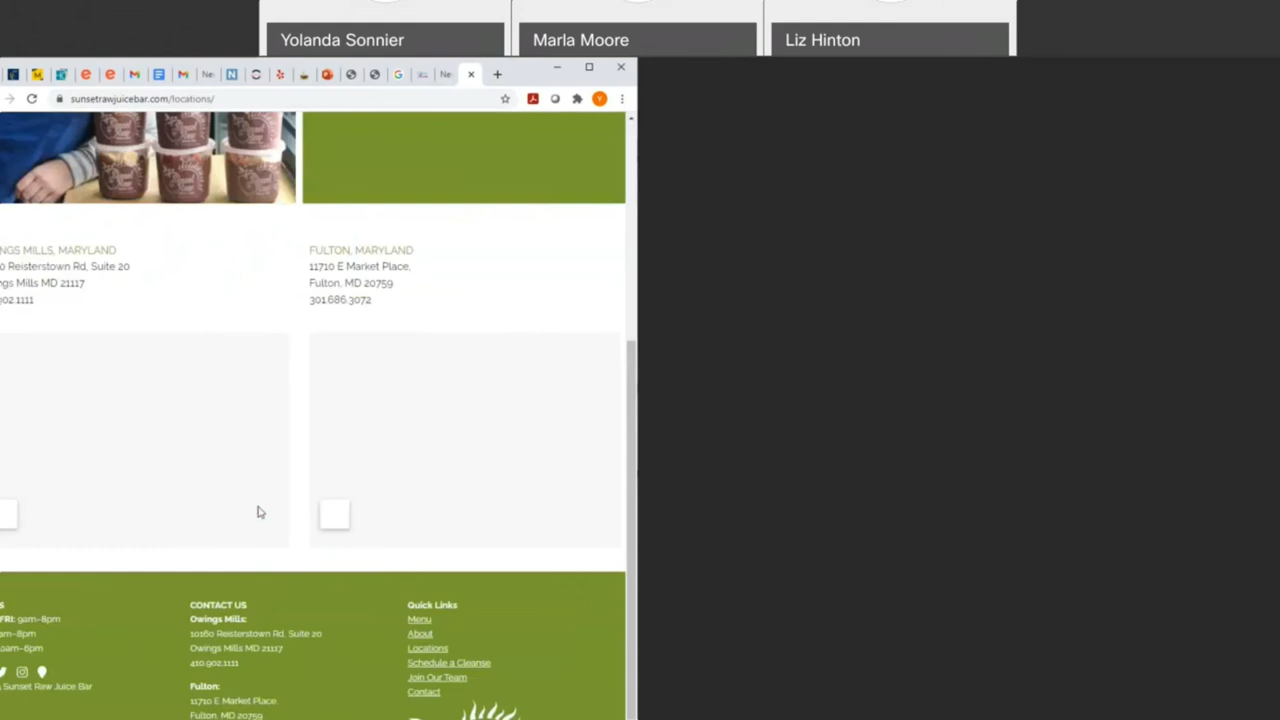 Yolanda Sonnier
Marla Moore
Liz Hinton
Ne
Ne
sunsetrawjuicebar.com/locations/
NGS MILLS, MARYLAND
0 Reisterstown Rd, Suite 20
ngs Mills MD 21117
902.1111
FULTON, MARYLAND
11710 E Market Place,
Fulton, MD 20759
301.686.3072
S
FRI: 9am–8pm
am–8pm
0am–6pm
Sunset Raw Juice Bar
CONTACT US
Owings Mills:
10160 Reisterstown Rd. Suite 20
Owings Mills MD 21117
410.902.1111
Fulton:
11710 E Market Place.
Fulton, MD 20759
Quick Links
Menu
About
Locations
Schedule a Cleanse
Join Our Team
Contact